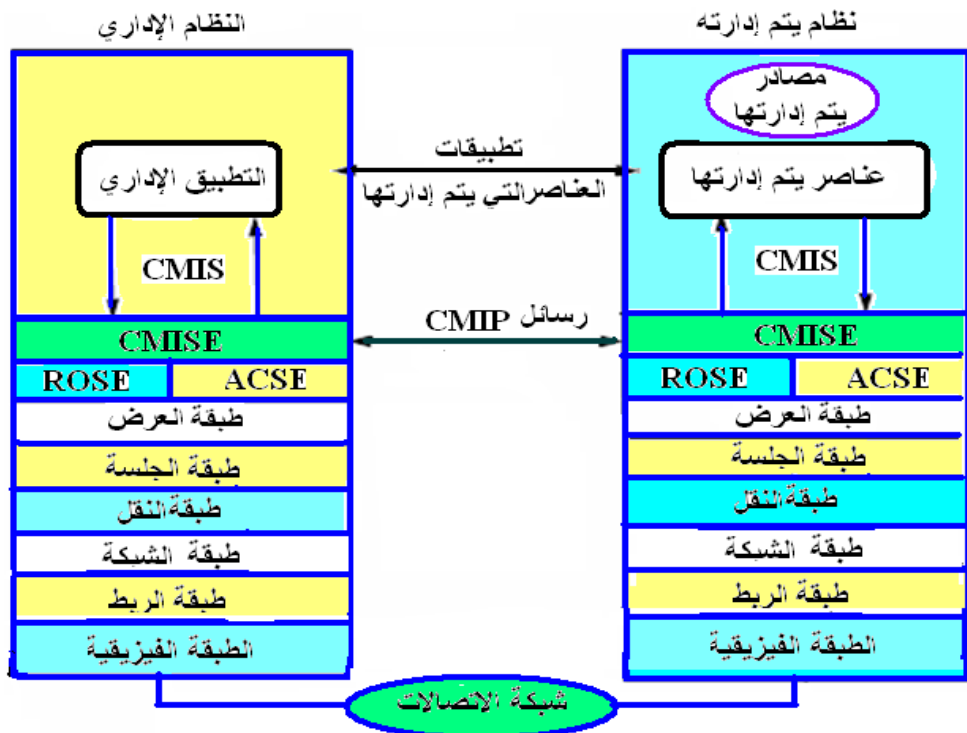 نظام يتم إدارته
النظام الإداري
مصادر
يتم إدارتها
تطبيقات
العناصر التي يتم إدارتها
عناصر يتم إدارتها
التطبيق الإداري
CMIS
CMIS
رسائل CMIP
CMISE
CMISE
ROSE
ACSE
ROSE
ACSE
طبقة العرض
طبقة العرض
طبقة الجلسة
طبقة الجلسة
طبقة النقل
طبقة النقل
طبقة الشبكة
طبقة الشبكة
طبقة الربط
طبقة الربط
الطبقة الفيزيقية
الطبقة الفيزيقية
شبكة الاتصالات